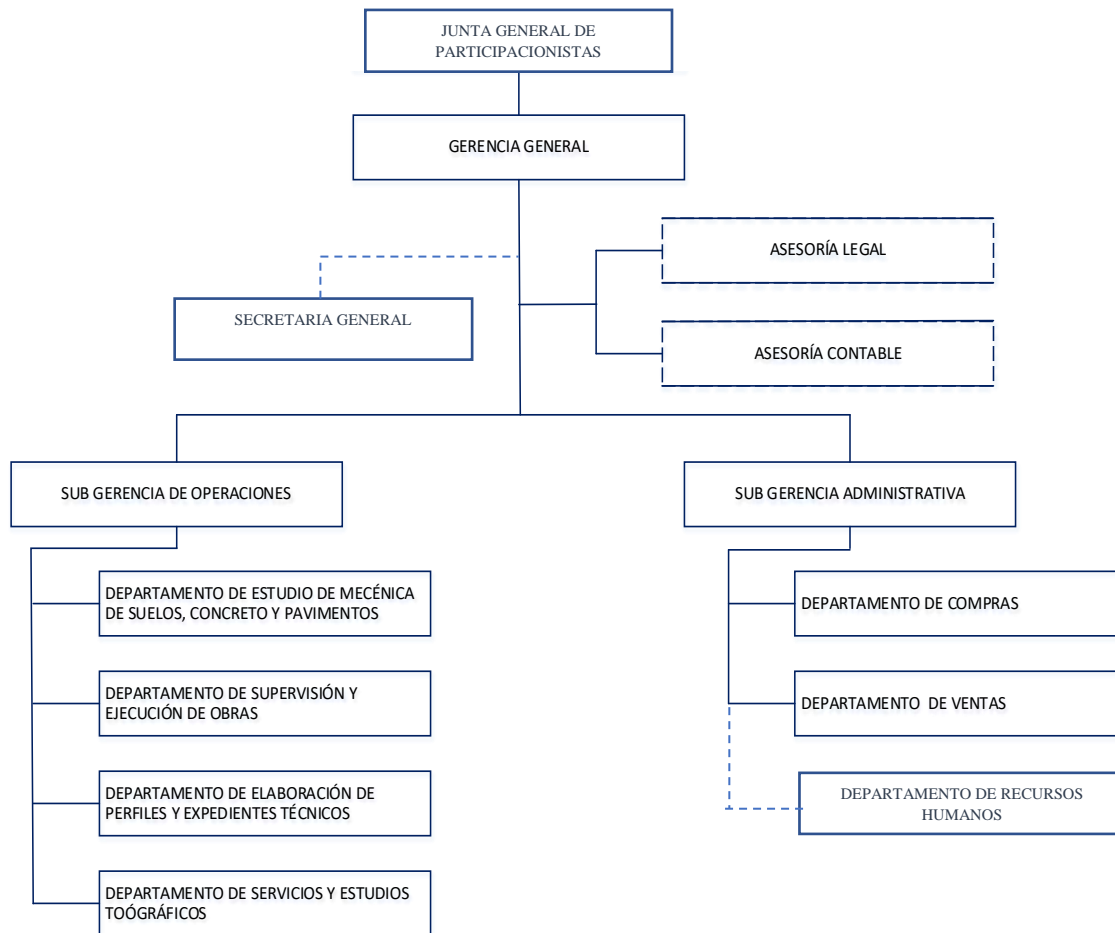 JUNTA GENERAL DE
PARTICIPACIONISTAS
GERENCIA GENERAL
ASESORÍA LEGAL
SECRETARIA GENERAL
ASESORÍA CONTABLE
SUB GERENCIA DE OPERACIONES
SUB GERENCIA ADMINISTRATIVA
DEPARTAMENTO DE ESTUDIO DE MECÉNICA
DE SUELOS, CONCRETO Y PAVIMENTOS
DEPARTAMENTO DE COMPRAS
DEPARTAMENTO DE SUPERVISIÓN Y
EJECUCIÓN DE OBRAS
DEPARTAMENTO DE VENTAS
DEPARTAMENTO DE ELABORACIÓN DE
PERFILES Y EXPEDIENTES TÉCNICOS
DEPARTAMENTO DE RECURSOS
HUMANOS
DEPARTAMENTO DE SERVICIOS Y ESTUDIOS
TOÓGRÁFICOS